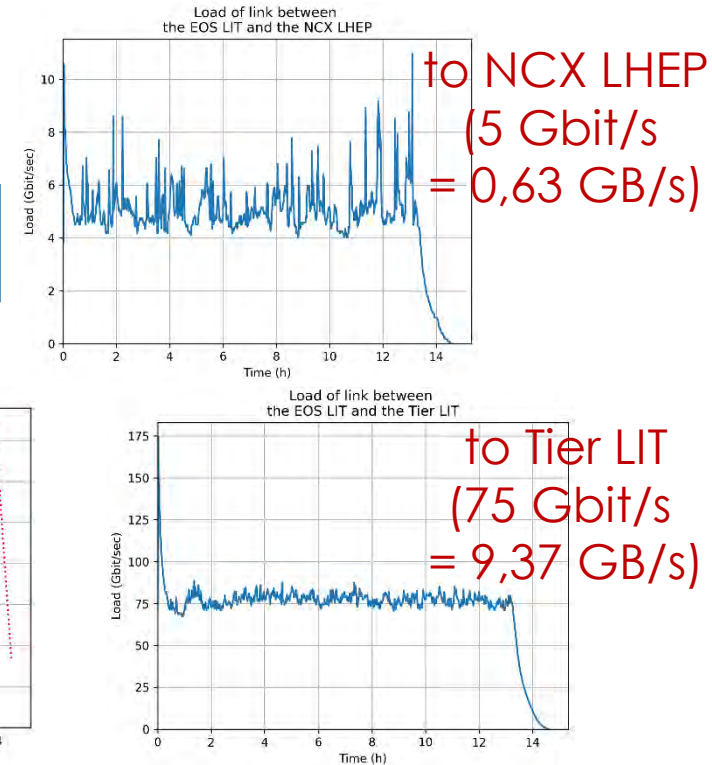 Load of link between
the EOS LIT and the NCX LHEP
to NCX LHEP
(5 Gbit/s
= 0,63 GB/s)
Load (Gbit/sec)
10
8
6
4
2
0
0 2 4 6 8 10 12 14
Time (h)
Load of link between
the EOS LIT and the Tier LIT
to Tier LIT
(75 Gbit/s
= 9,37 GB/s)
Load (Gbit/sec)
175
150
125
100
75
50
25
0
0 2 4 6 8 10 12 14
Time (h)